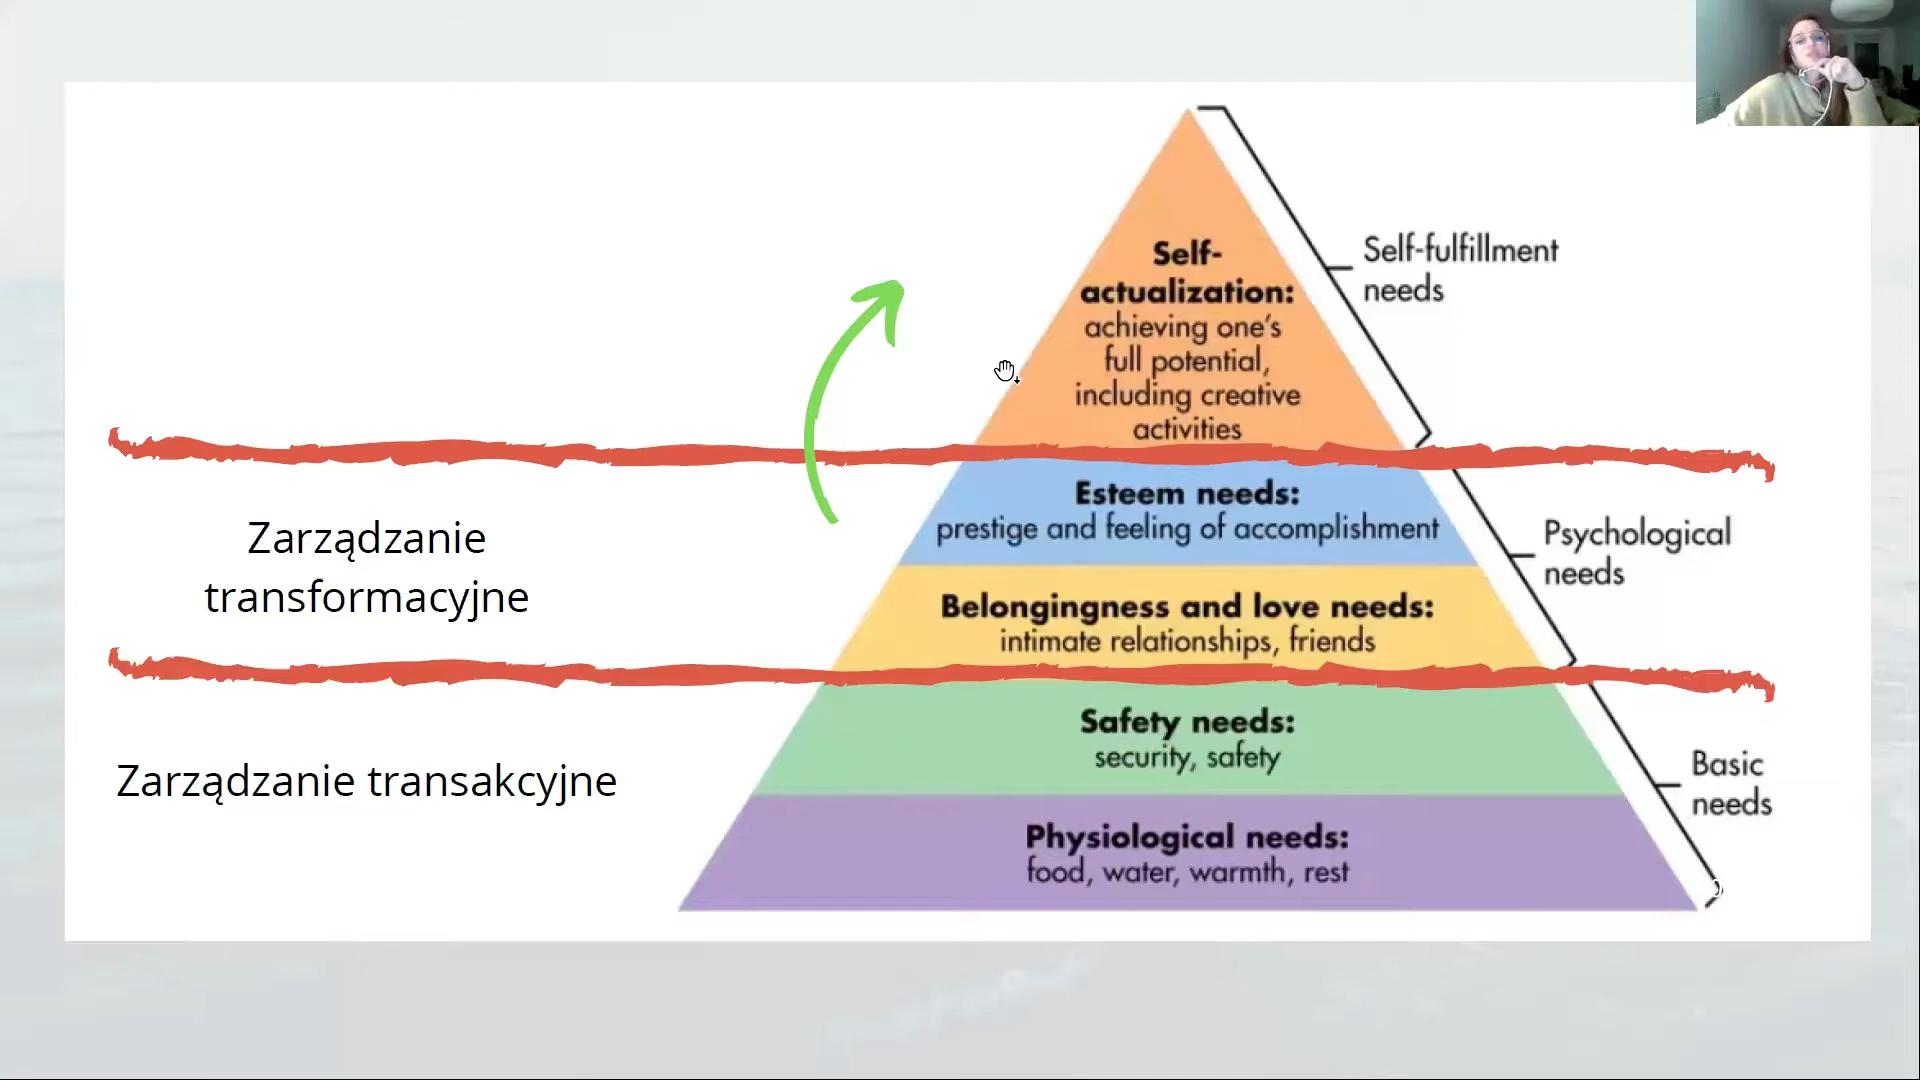 Self-
actualization:
achieving one's
full potential,
including creative
activities
Self-fulfillment
needs
Zarządzanie
transformacyjne
Esteem needs:
prestige and feeling of accomplishment
Belongingness and love needs:
intimate relationships, friends
Psychological
needs
Zarządzanie transakcyjne
Safety needs:
security, safety
Physiological needs:
food, water, warmth, rest
Basic
needs